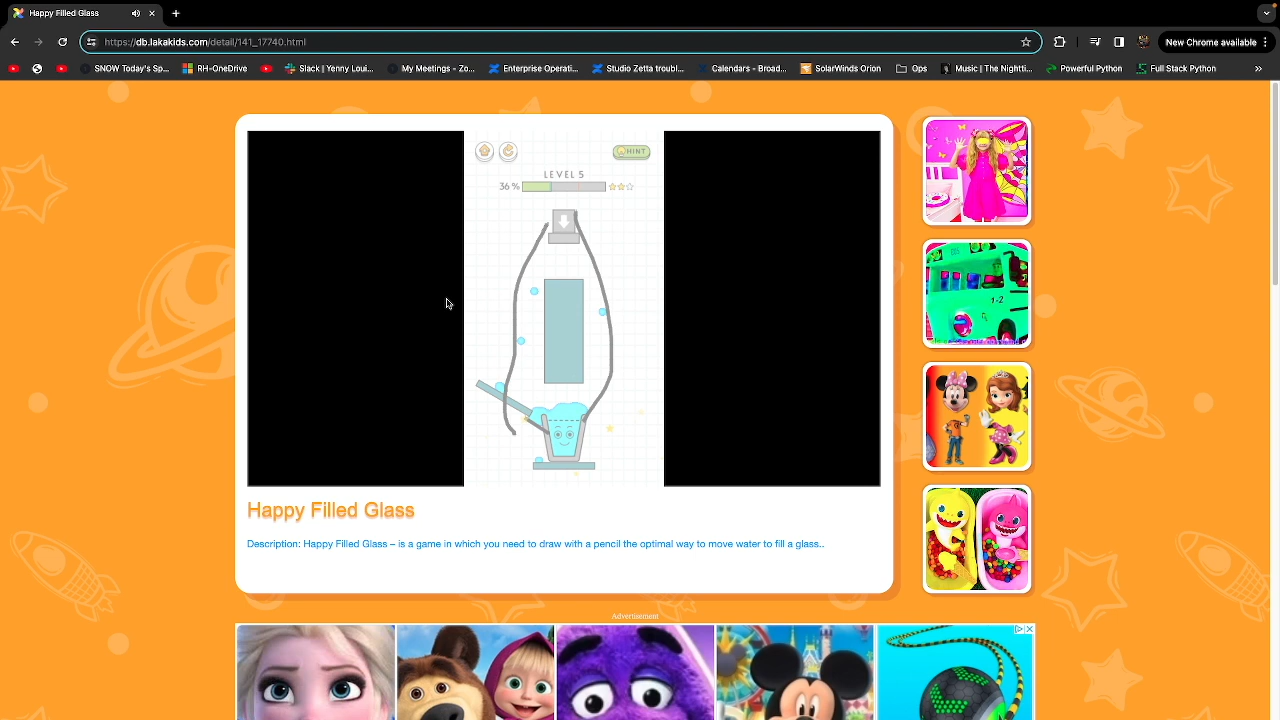 Happy Filled Glass
https://db.lakakids.com/detail/141_17740.html
New Chrome available
SNOW Today's Sp...
RH-OneDrive
Slack | Yenny Loui...
My Meetings - Zo...
Enterprise Operati...
Studio Zetta troubl...
Calendars - Broad...
SolarWinds Orion
Ops
Music | The Nightti...
Powerful Python
Full Stack Python
HINT
LEVEL 5
36 %
1-2
Happy Filled Glass
Description: Happy Filled Glass – is a game in which you need to draw with a pencil the optimal way to move water to fill a glass..
Advertisement